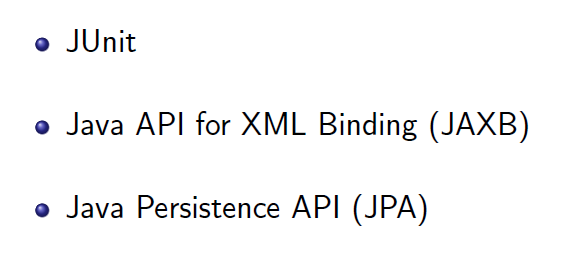 JUnit
Java API for XML Binding (JAXB)
Java Persistence API (JPA)